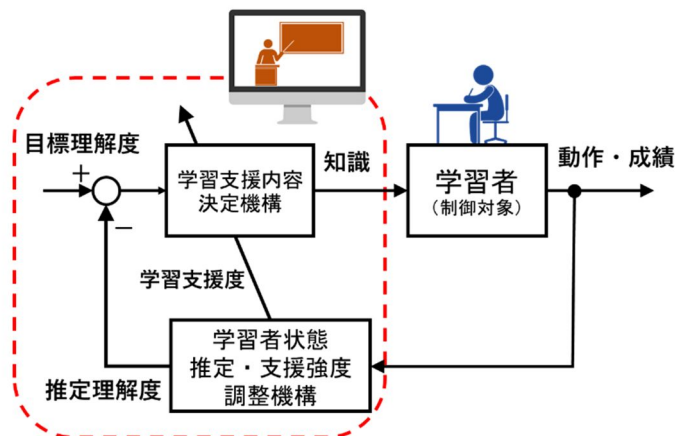 目標理解度
+
−
学習支援内容
決定機構
知識
学習者
(制御対象)
動作・成績
学習支援度
学習者状態
推定・支援強度
調整機構
推定理解度